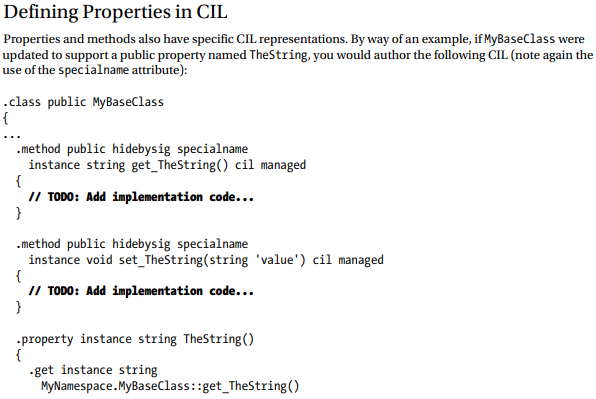 Defining Properties in CIL
Properties and methods also have specific CIL representations. By way of an example, if MyBaseClass were
updated to support a public property named TheString, you would author the following CIL (note again the
use of the specialname attribute):
.class public MyBaseClass
{
...
.method public hidebysig specialname
instance string get_TheString() cil managed
{
// TODO: Add implementation code...
}
.method public hidebysig specialname
instance void set_TheString(string 'value') cil managed
{
// TODO: Add implementation code...
}
.property instance string TheString()
{
.get instance string
MyNamespace.MyBaseClass::get_TheString()